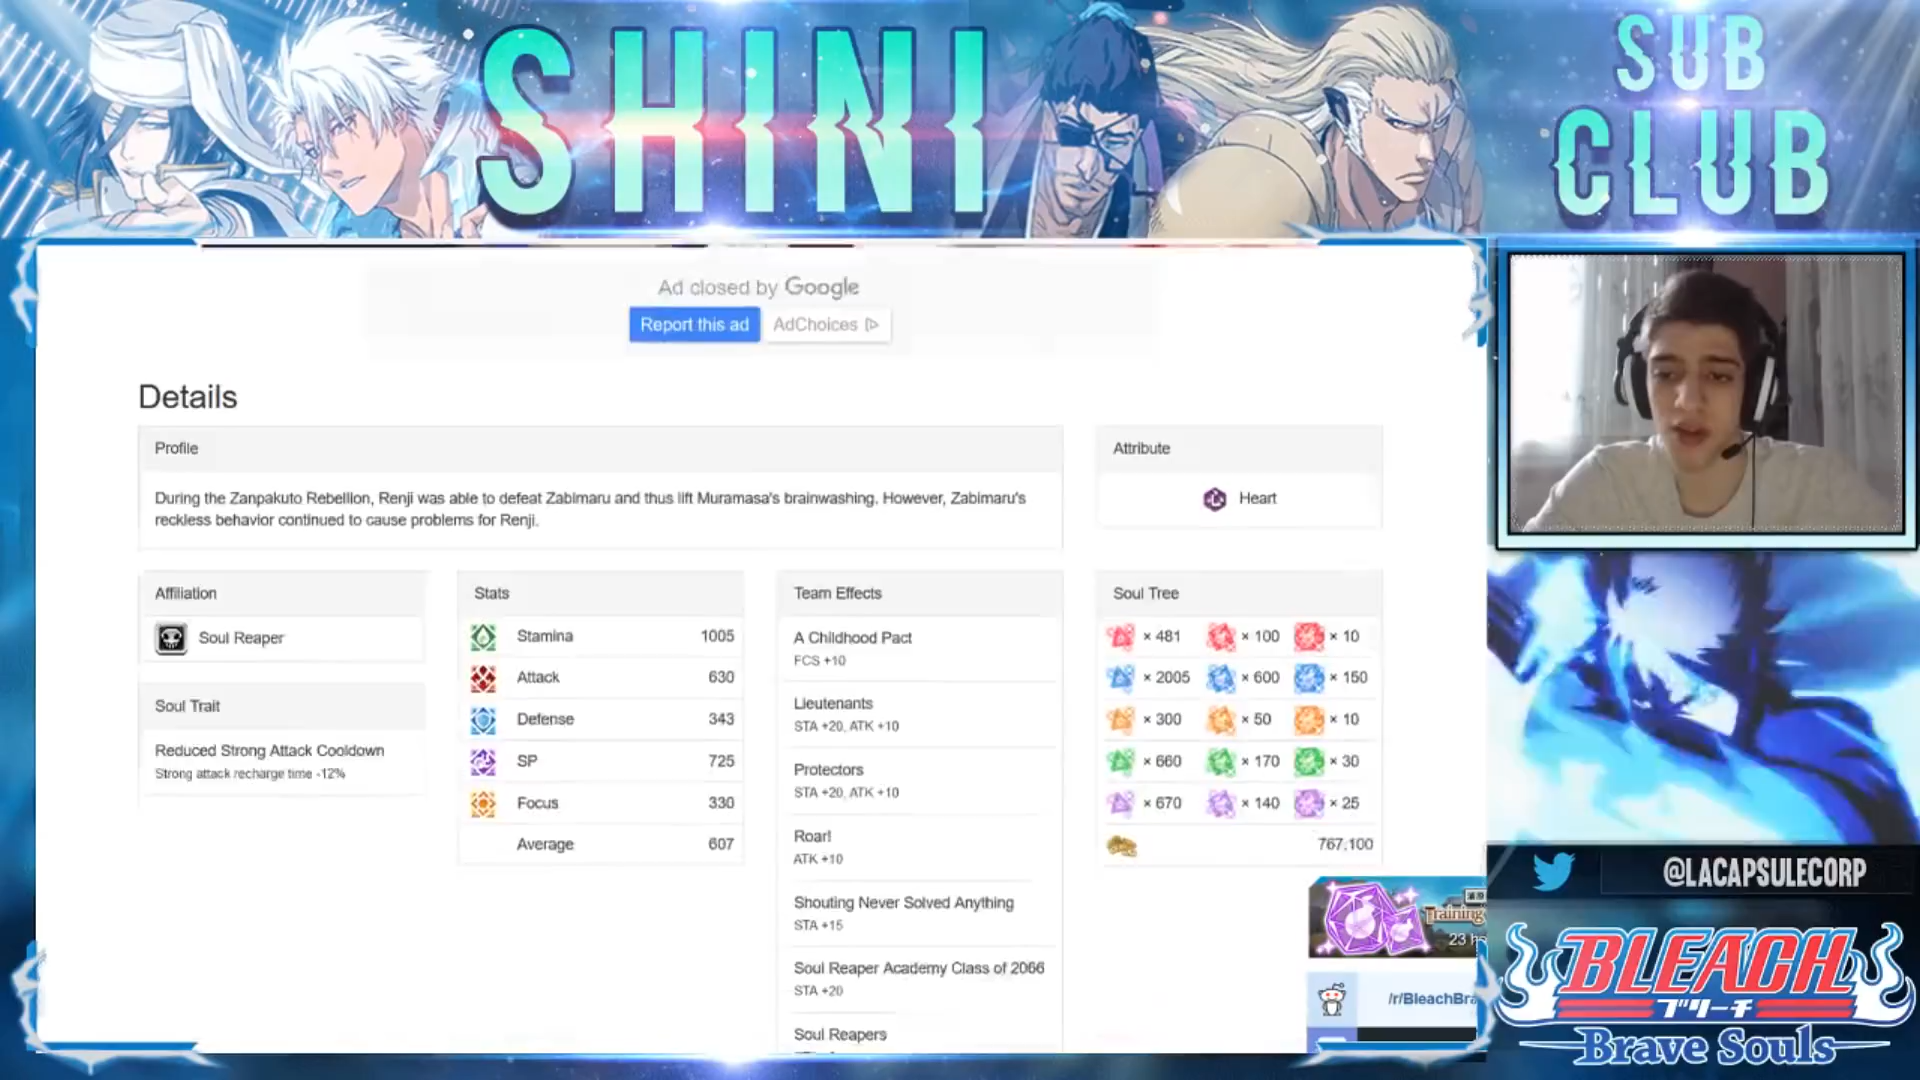 SHINI
SUB
CLUB
Ad closed by Google
Report this ad
AdChoices
Details
Profile
During the Zanpakuto Rebellion, Renji was able to defeat Zabimaru and thus lift Muramasa's brainwashing. However, Zabimaru's
reckless behavior continued to cause problems for Renji.
Attribute
Heart
Affiliation
Soul Reaper
Soul Trait
Reduced Strong Attack Cooldown
Strong attack recharge time -12%
Stats
Stamina 1005
Attack 630
Defense 343
SP 725
Focus 330
Average 607
Team Effects
A Childhood Pact
FCS +10
Lieutenants
STA +20, ATK +10
Protectors
STA +20, ATK +10
Roar!
ATK +10
Shouting Never Solved Anything
STA +15
Soul Reaper Academy Class of 2066
STA +20
Soul Reapers
Soul Tree
× 481 × 100 × 10
× 2005 × 600 × 150
× 300 × 50 × 10
× 660 × 170 × 30
× 670 × 140 × 25
767,100
Training
23 h
/r/BleachBra
@LACAPSULECORP
BLEACH
ブリーチ
Brave Souls